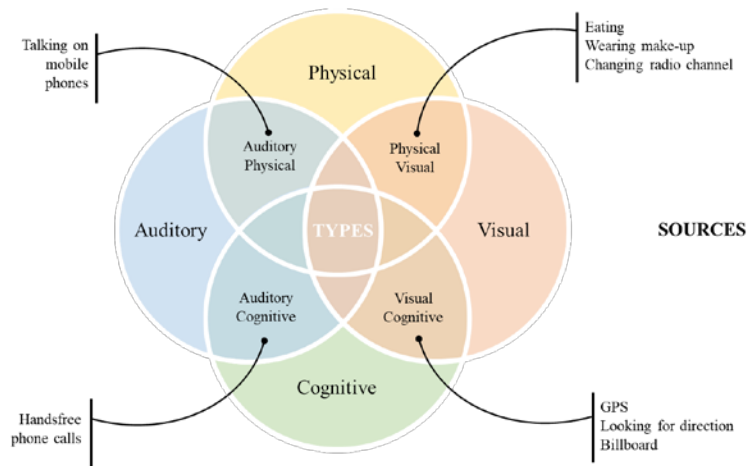 Talking on
mobile
phones
Physical
Eating
Wearing make-up
Changing radio channel
Auditory
Physical
Physical
Visual
Auditory
TYPES
Visual
SOURCES
Auditory
Cognitive
Visual
Cognitive
Cognitive
Handsfree
phone calls
GPS
Looking for direction
Billboard